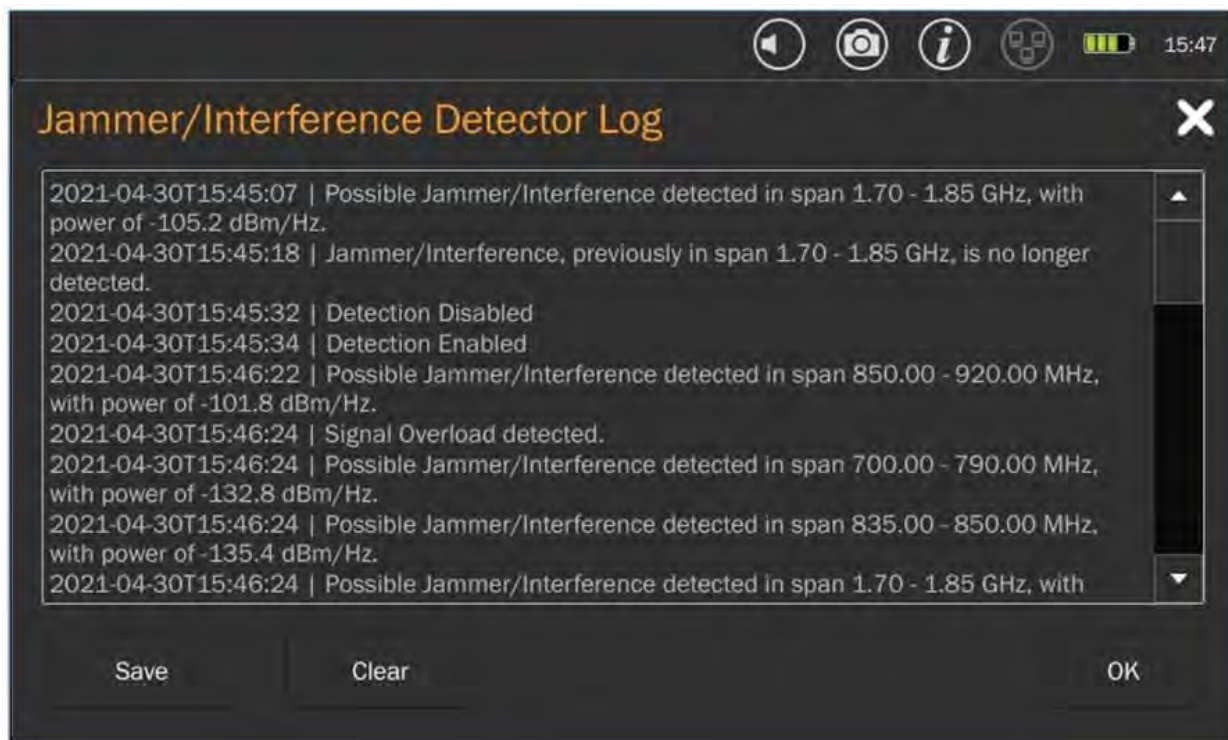 15:47
Jammer/Interference Detector Log
2021-04-30T15:45:07 | Possible Jammer/Interference detected in span 1.70 - 1.85 GHz, with
power of -105.2 dBm/Hz.
2021-04-30T15:45:18 | Jammer/Interference, previously in span 1.70 - 1.85 GHz, is no longer
detected.
2021-04-30T15:45:32 | Detection Disabled
2021-04-30T15:45:34 | Detection Enabled
2021-04-30T15:46:22 | Possible Jammer/Interference detected in span 850.00 - 920.00 MHz,
with power of -101.8 dBm/Hz.
2021-04-30T15:46:24 | Signal Overload detected.
2021-04-30T15:46:24 | Possible Jammer/Interference detected in span 700.00 - 790.00 MHz,
with power of -132.8 dBm/Hz.
2021-04-30T15:46:24 | Possible Jammer/Interference detected in span 835.00 - 850.00 MHz,
with power of -135.4 dBm/Hz.
2021-04-30T15:46:24 | Possible Jammer/Interference detected in span 1.70 - 1.85 GHz, with
Save Clear OK